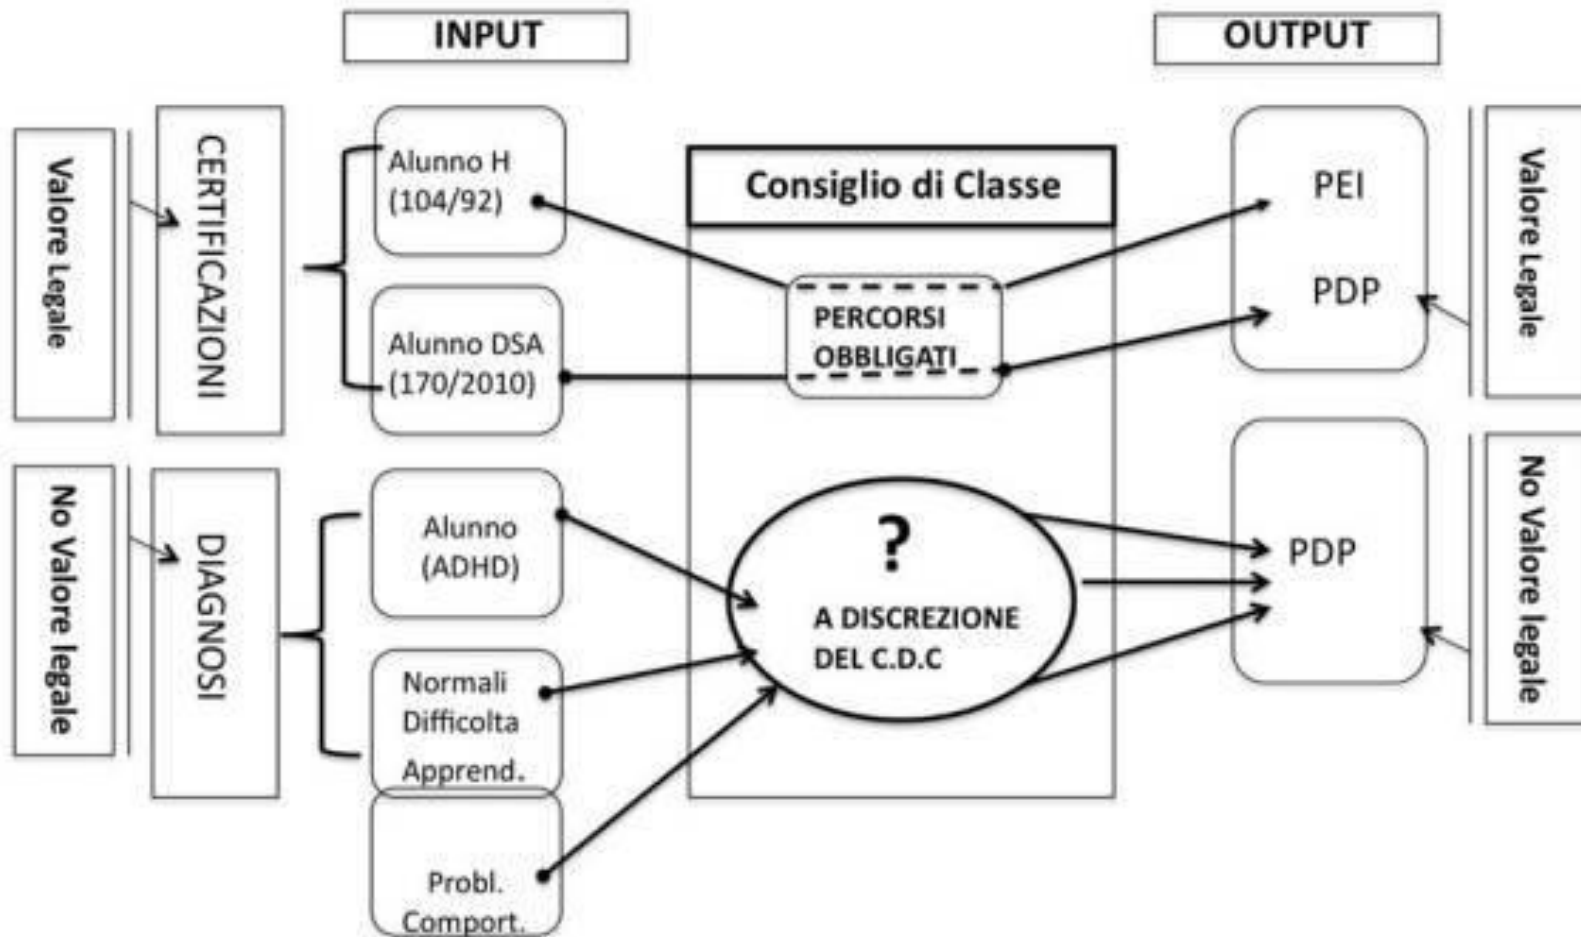 INPUT
OUTPUT
Valore Legale
CERTIFICAZIONI
Alunno H
(104/92)
Alunno DSA
(170/2010)
Consiglio di Classe
PERCORSI
OBBLIGATI
PEI
PDP
Valore Legale
No Valore legale
DIAGNOSI
Alunno
(ADHD)
Normali
Difficolta
Apprend.
Probl.
Comport.
?
A DISCREZIONE
DEL C.D.C
PDP
No Valore legale